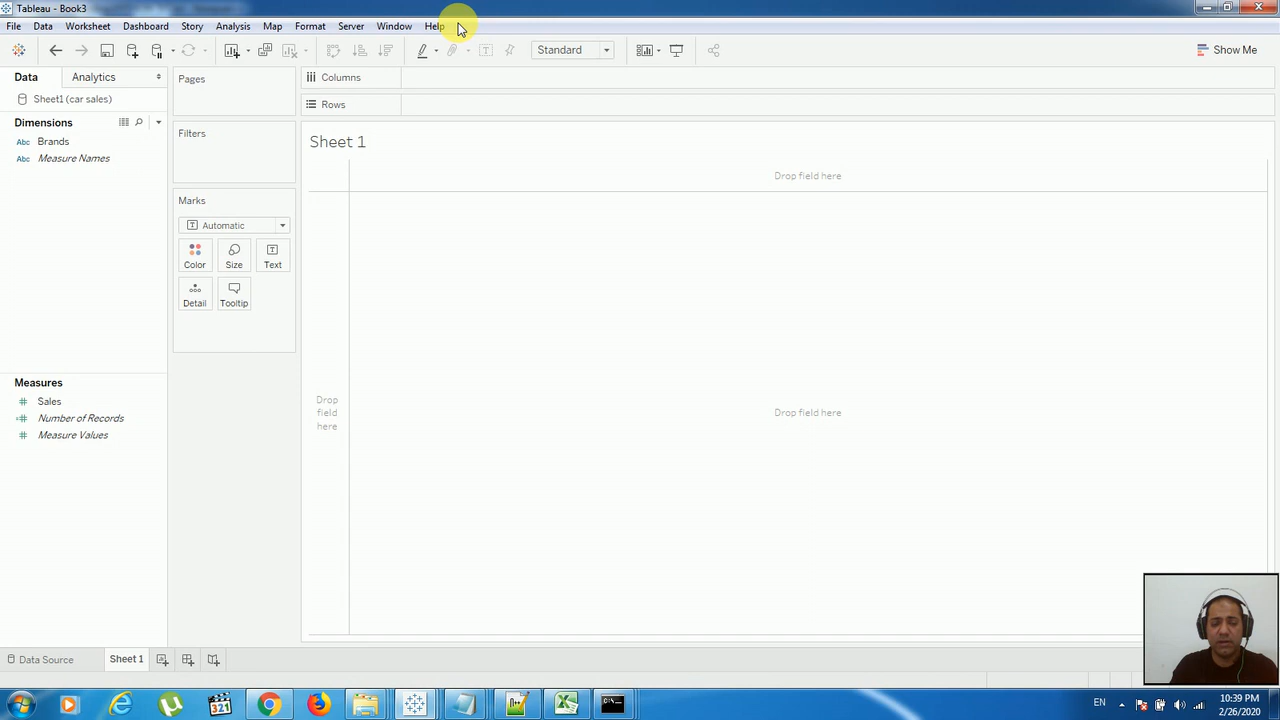 Tableau - Book3
File Data Worksheet Dashboard Story Analysis Map Format Server Window Help
Standard
Show Me
Data Analytics
Sheet1 (car sales)
Dimensions
Abc Brands
Abc Measure Names
Measures
Sales
Number of Records
Measure Values
Pages
Filters
Marks
Automatic
Color Size Text
Detail Tooltip
Columns
Rows
Sheet 1
Drop field here
Drop
field
here
Drop field here
Data Source Sheet 1
321
EN
10:39 PM
2/26/2020